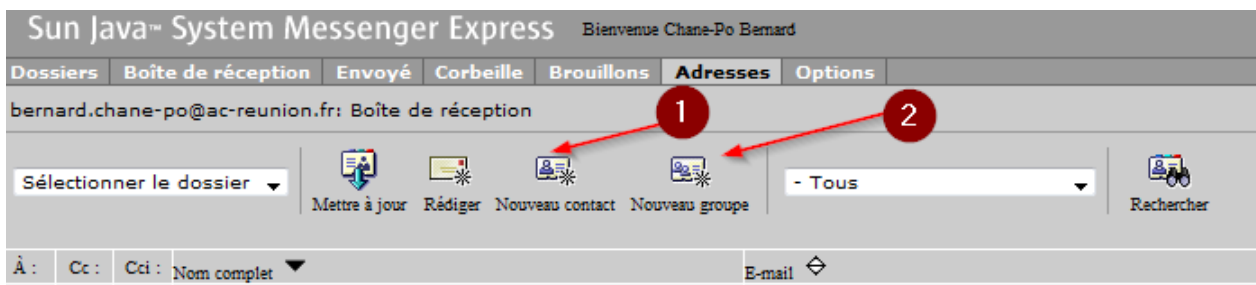 Sun Java™ System Messenger Express Bienvenue Chane-Po Bernard
Dossiers Boîte de réception Envoyé Corbeille Brouillons Adresses Options
bernard.chane-po@ac-reunion.fr: Boîte de réception
1
2
Sélectionner le dossier
- Tous
Mettre à jour Rédiger Nouveau contact Nouveau groupe Rechercher
À : Cc : Cci : Nom complet E-mail